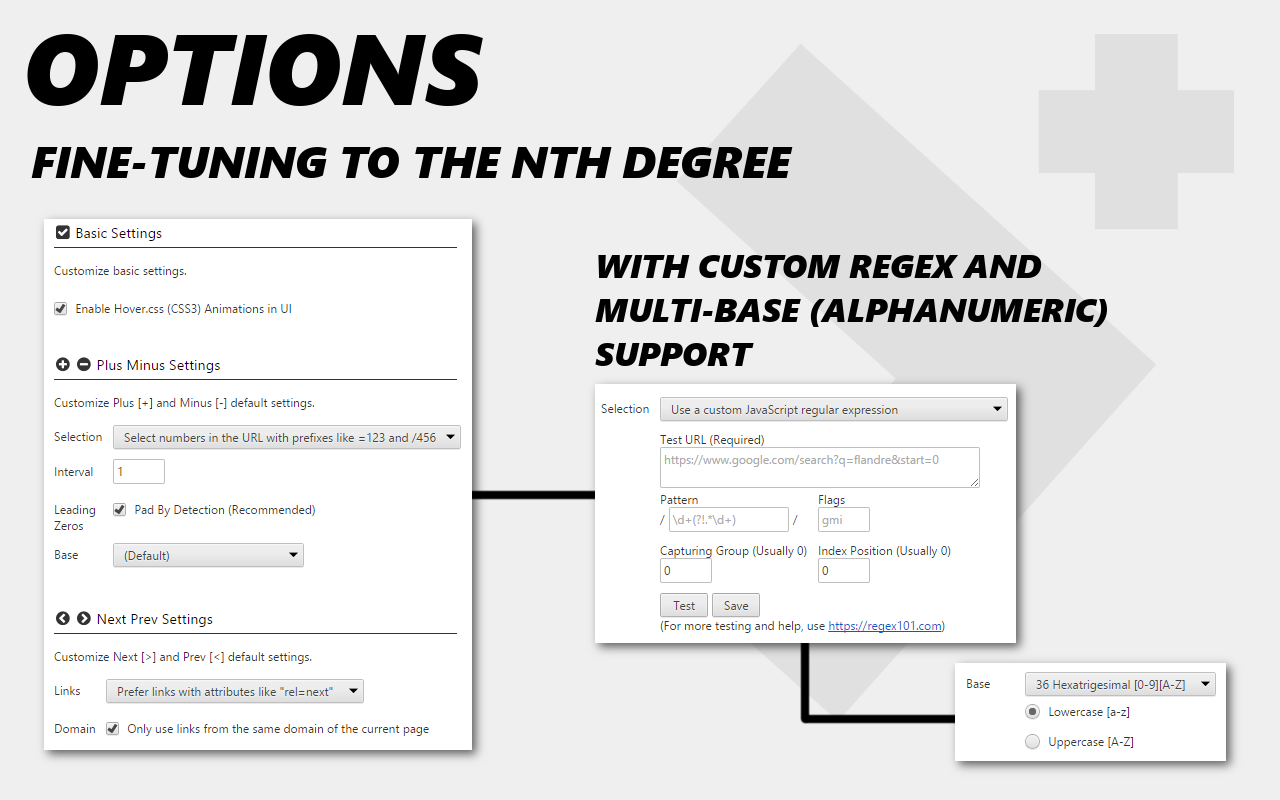 OPTIONS
FINE-TUNING TO THE NTH DEGREE
Basic Settings
Customize basic settings.
Enable Hover.css (CSS3) Animations in UI
Plus Minus Settings
Customize Plus [+] and Minus [-] default settings.
Selection Select numbers in the URL with prefixes like =123 and /456
Interval 1
Leading Zeros Pad By Detection (Recommended)
Base (Default)
Next Prev Settings
Customize Next [>] and Prev [<] default settings.
Links Prefer links with attributes like "rel=next"
Domain Only use links from the same domain of the current page
WITH CUSTOM REGEX AND
MULTI-BASE (ALPHANUMERIC)
SUPPORT
Selection Use a custom JavaScript regular expression
Test URL (Required)
https://www.google.com/search?q=flandre&start=0
Pattern Flags
/ \d+(?!.*\d+) / gmi
Capturing Group (Usually 0) Index Position (Usually 0)
0 0
Test Save
(For more testing and help, use https://regex101.com)
Base 36 Hexatrigesimal [0-9][A-Z]
Lowercase [a-z]
Uppercase [A-Z]